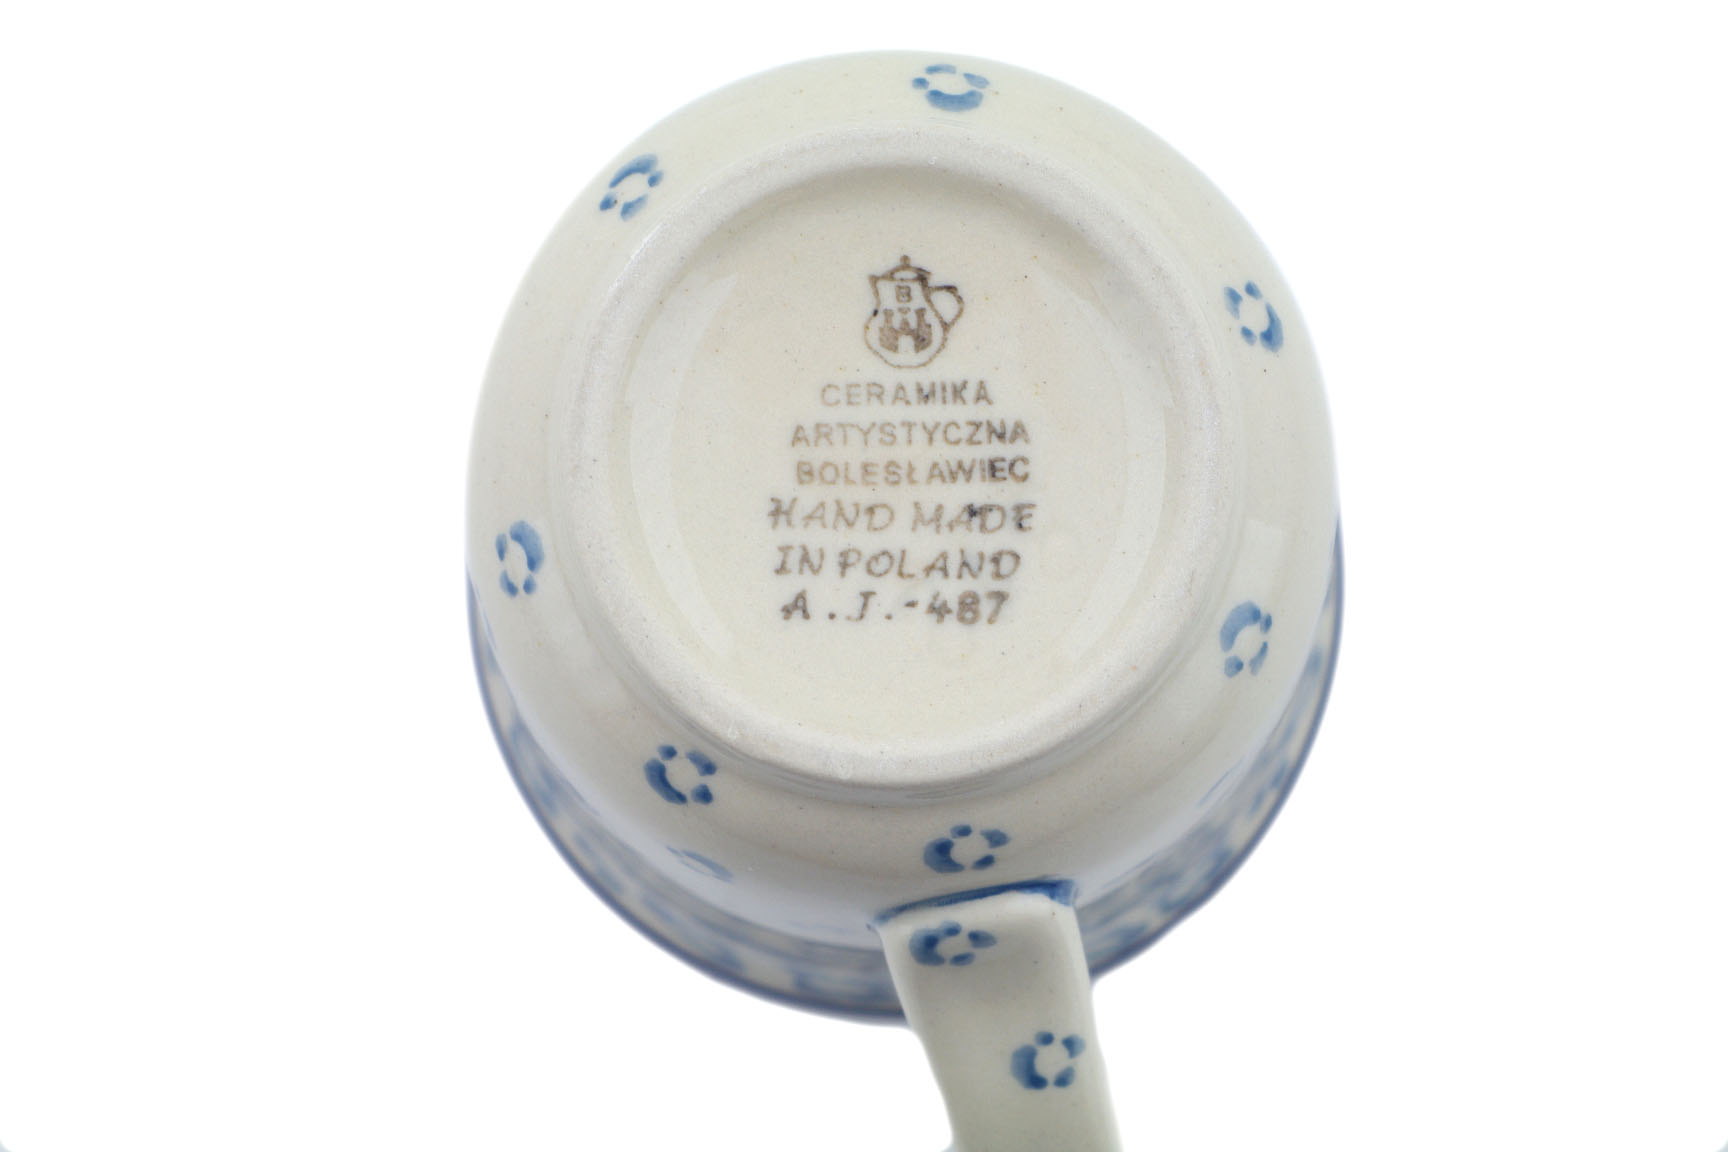 B
CERAMIKA
ARTYSTYCZNA
BOLESŁAWIEC
HAND MADE
IN POLAND
A.J.-487